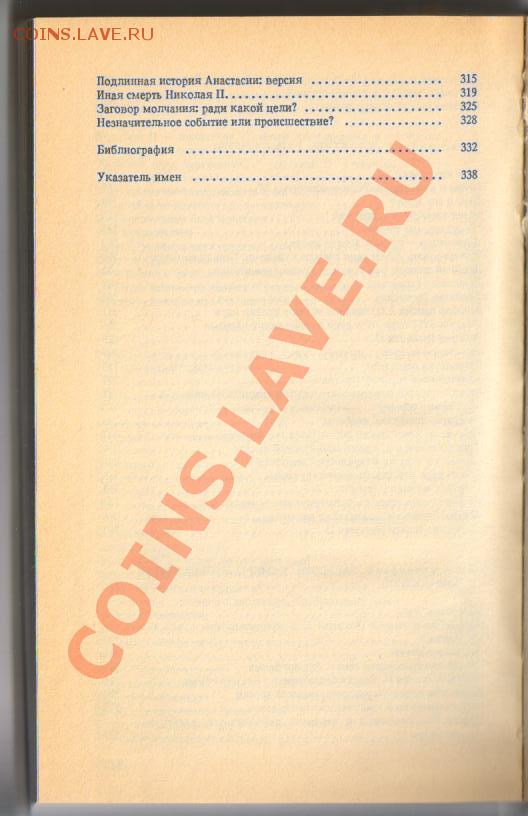 COINS.LAVE.RU
Подлинная история Анастасии: версия ........................ 315
Иная смерть Николая II. ........................ 319
Заговор молчания: ради какой цели? ........................ 325
Незначительное событие или происшествие? ................ 328
Библиография ........................ 332
Указатель имен ........................ 338
COINS.LAVE.RU